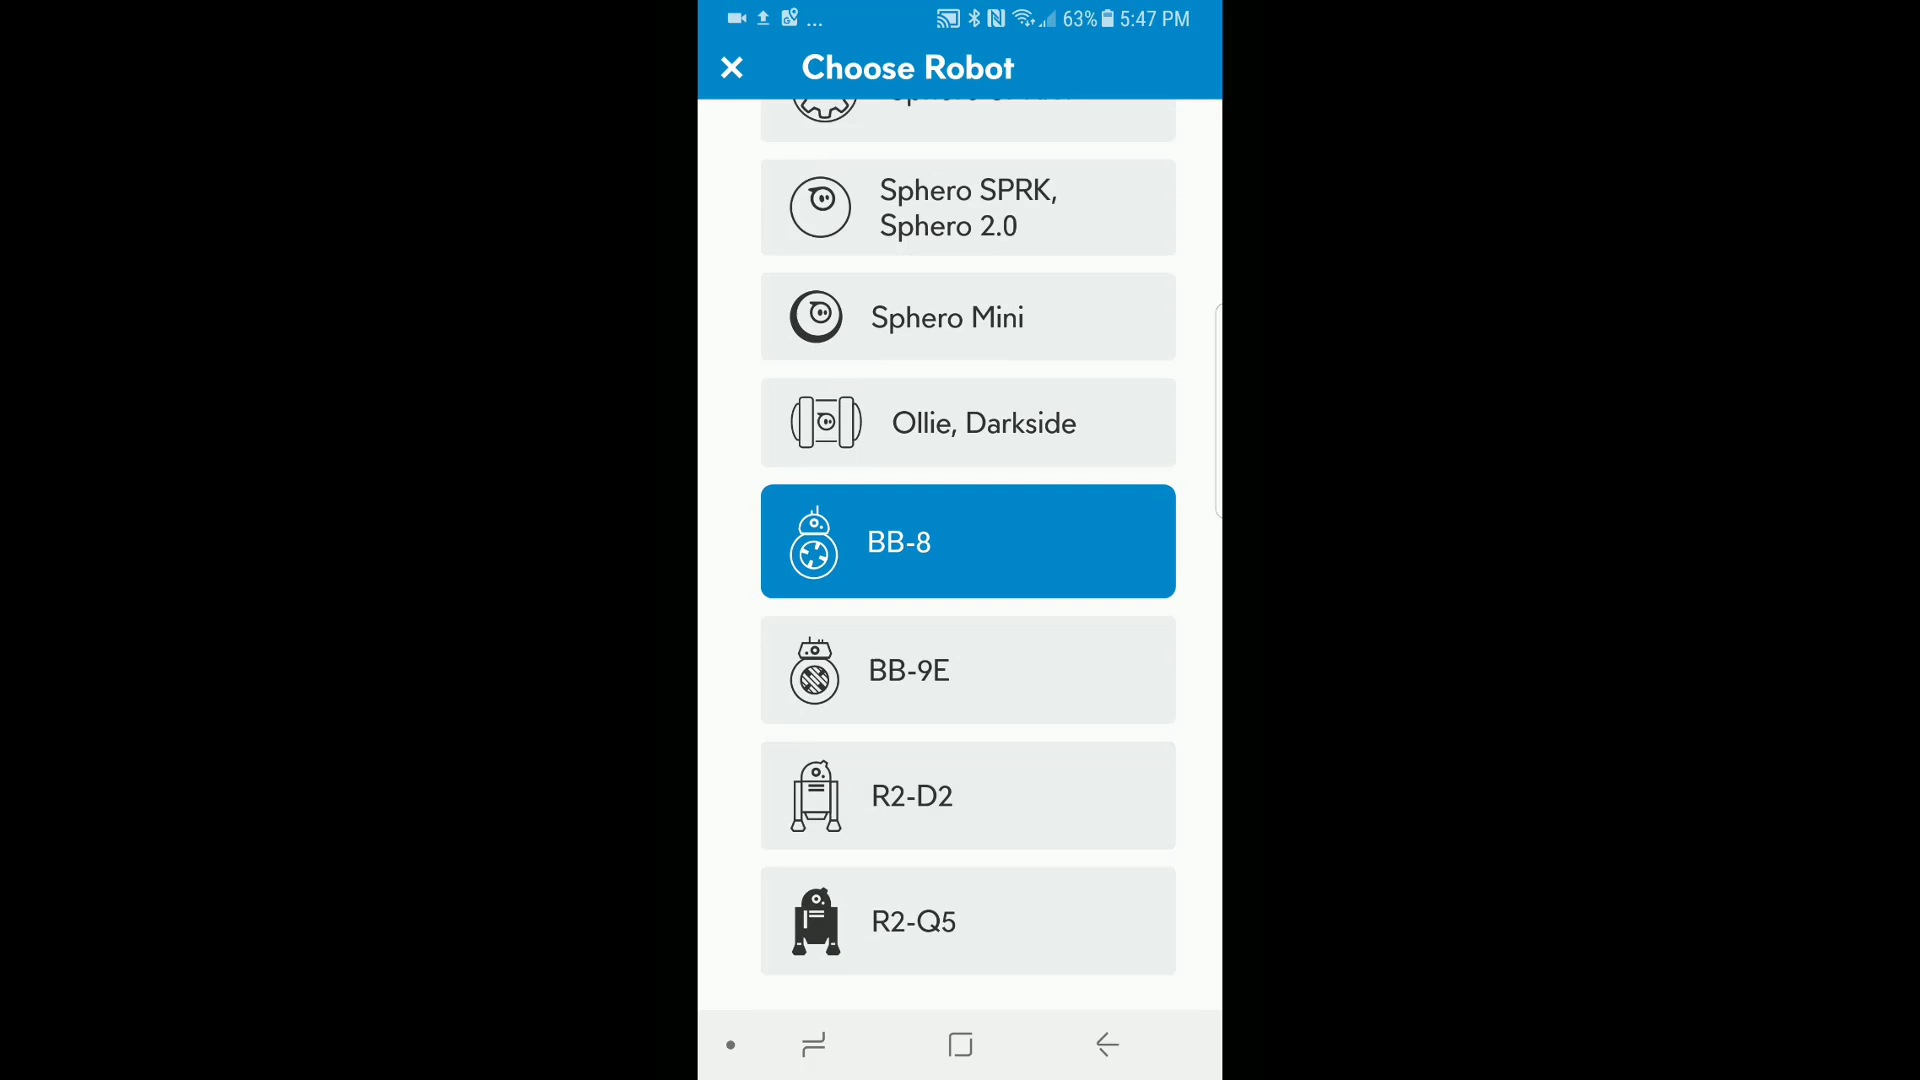 ... 63% 5:47 PM
Choose Robot
Sphero SPRK,
Sphero 2.0
Sphero Mini
Ollie, Darkside
BB-8
BB-9E
R2-D2
R2-Q5